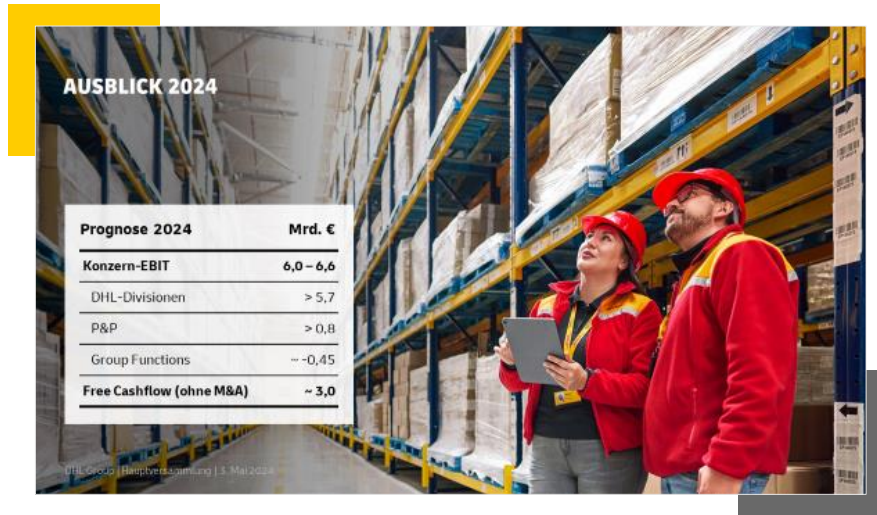 AUSBLICK 2024
Prognose 2024 Mrd. €
Konzern-EBIT 6,0 – 6,6
DHL-Divisionen > 5,7
P&P > 0,8
Group Functions ~ -0,45
Free Cashflow (ohne M&A) ~ 3,0
DHL Group | Hauptversammlung | 3. Mai 2024